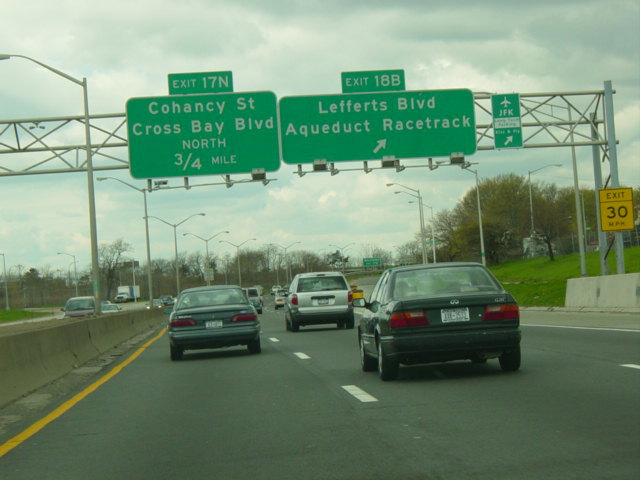 EXIT 17N
Cohancy St
Cross Bay Blvd
NORTH
3/4 MILE
EXIT 18B
Lefferts Blvd
Aqueduct Racetrack
JFK
EXIT
30
M.P.H.